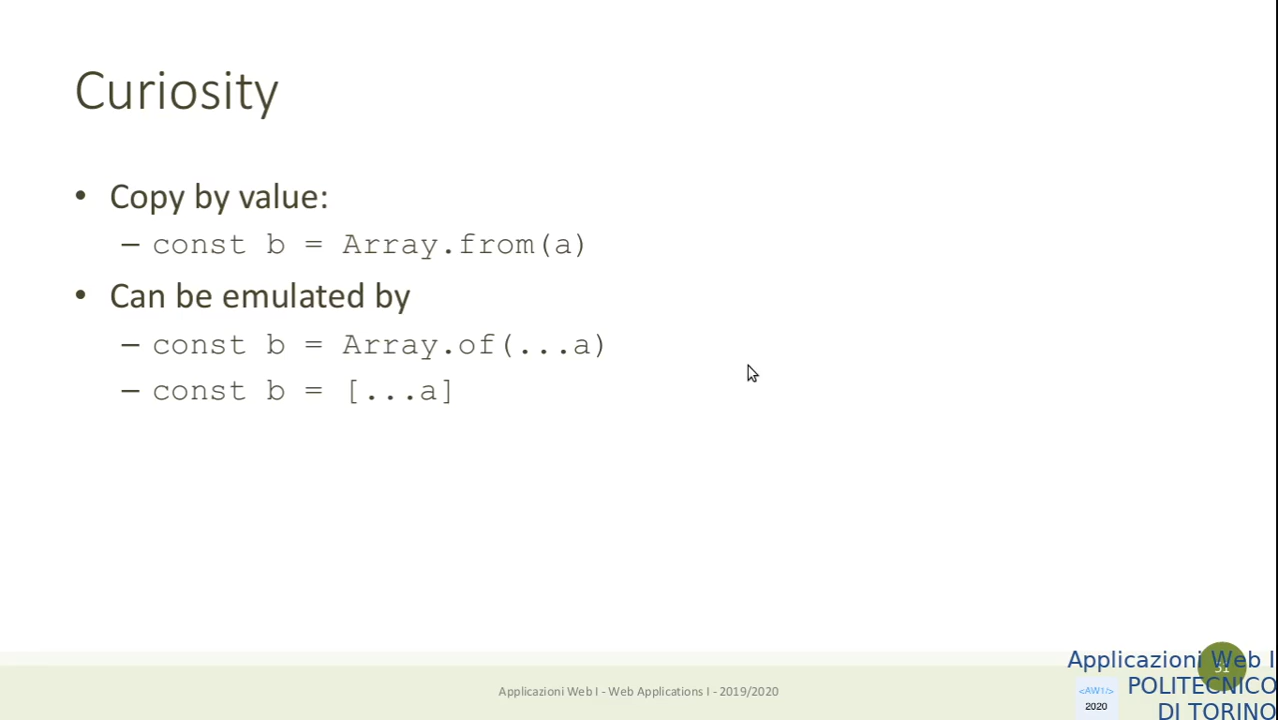 Curiosity
• Copy by value:
– const b = Array.from(a)
• Can be emulated by
– const b = Array.of(...a)
– const b = [...a]
Applicazioni Web I - Web Applications I - 2019/2020
51
Applicazioni Web I
POLITECNICO
DI TORINO
<AW1/>
2020